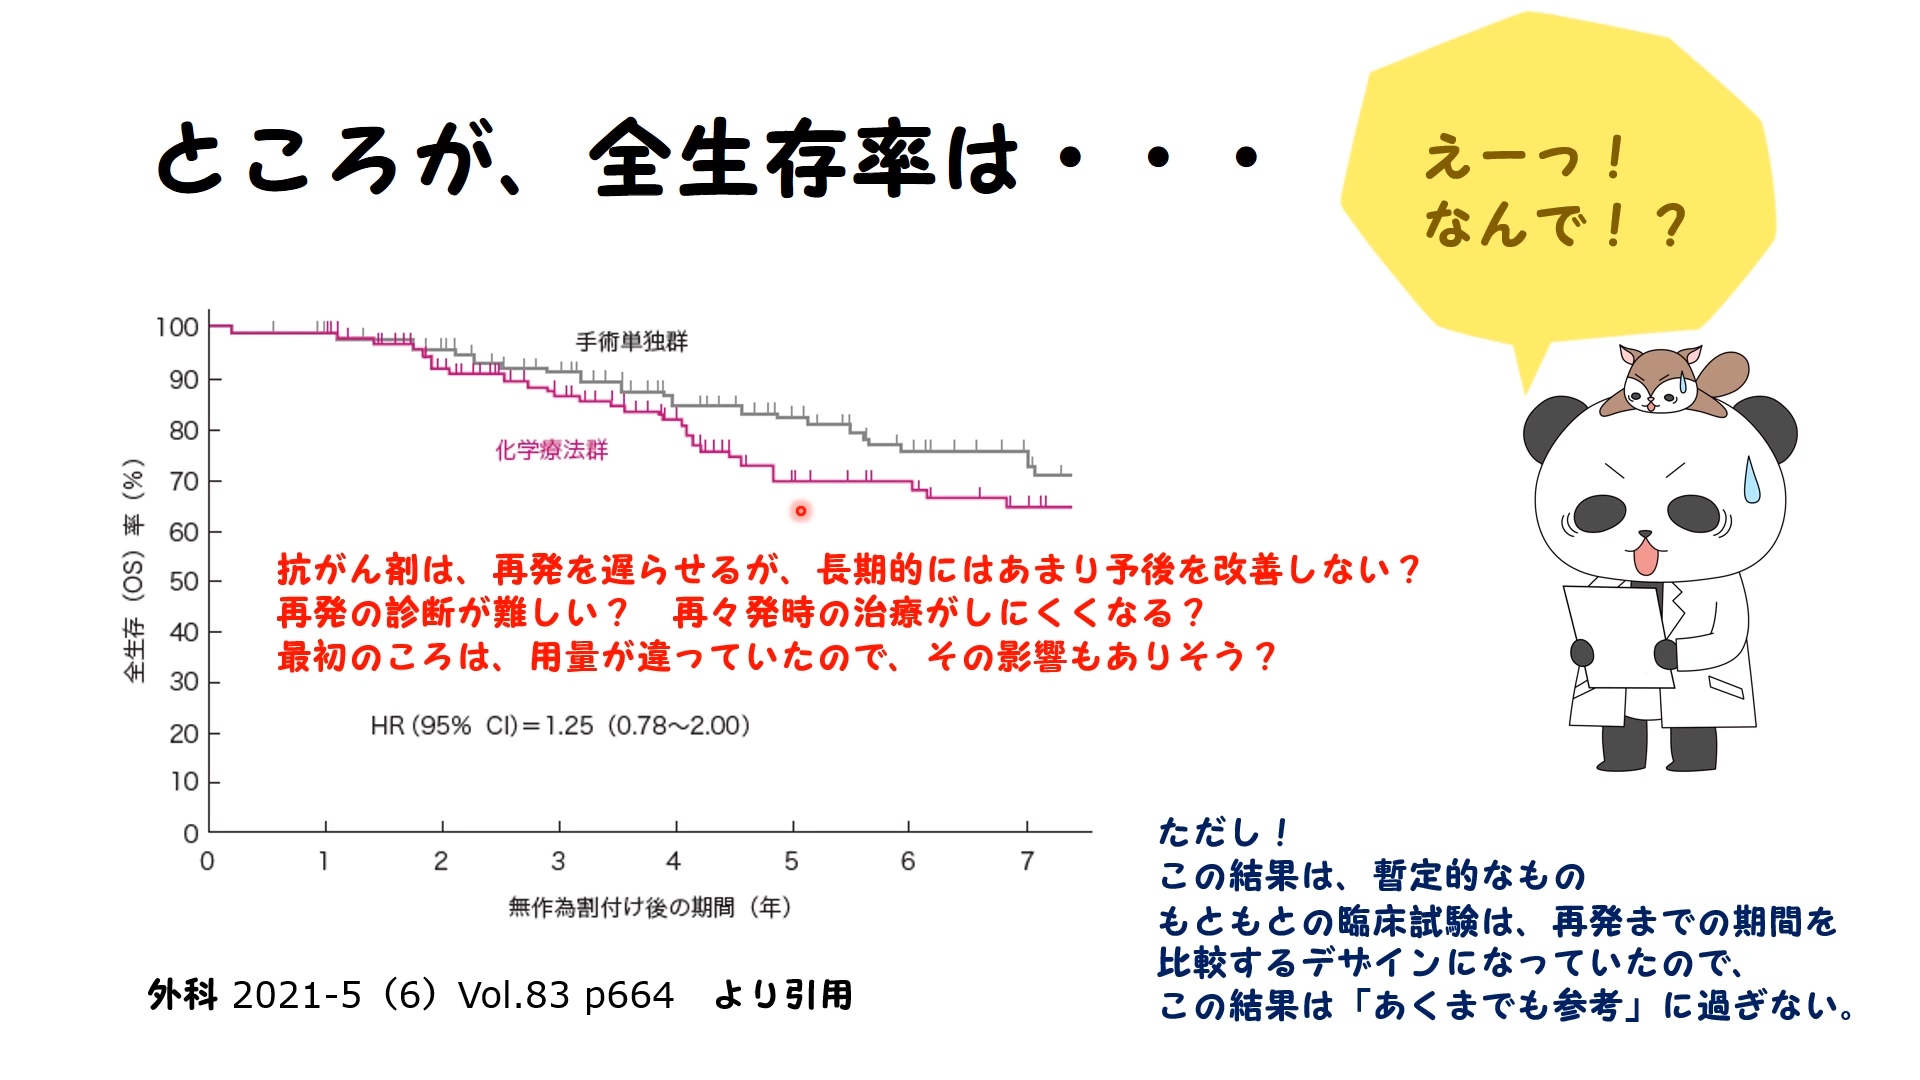 ところが、全生存率は・・・
えーっ！
なんで！？
100
90
80
70
60
50
40
30
20
10
0
全生存（OS）率（%）
手術単独群
化学療法群
抗がん剤は、再発を遅らせるが、長期的にはあまり予後を改善しない？
再発の診断が難しい？　再々発時の治療がしにくくなる？
最初のころは、用量が違っていたので、その影響もありそう？
HR (95% CI)＝1.25（0.78〜2.00）
0 1 2 3 4 5 6 7
無作為割付け後の期間（年）
外科 2021-5（6）Vol.83 p664　より引用
ただし！
この結果は、暫定的なもの
もともとの臨床試験は、再発までの期間を
比較するデザインになっていたので、
この結果は「あくまでも参考」に過ぎない。